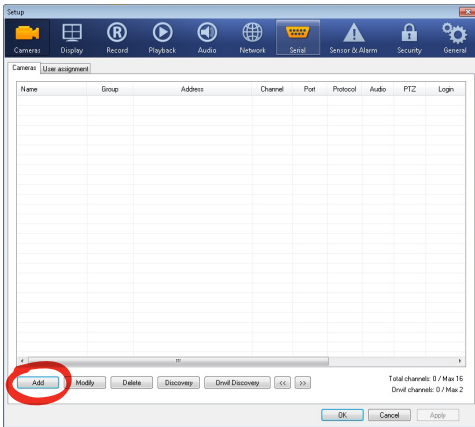 Setup
Cameras Display Record Playback Audio Network Serial Sensor & Alarm Security General
Cameras User assignment
Name Group Address Channel Port Protocol Audio PTZ Login
Add Modify Delete Discovery Onvif Discovery << >>
Total channels: 0 / Max 16
Onvif channels: 0 / Max 2
OK Cancel Apply